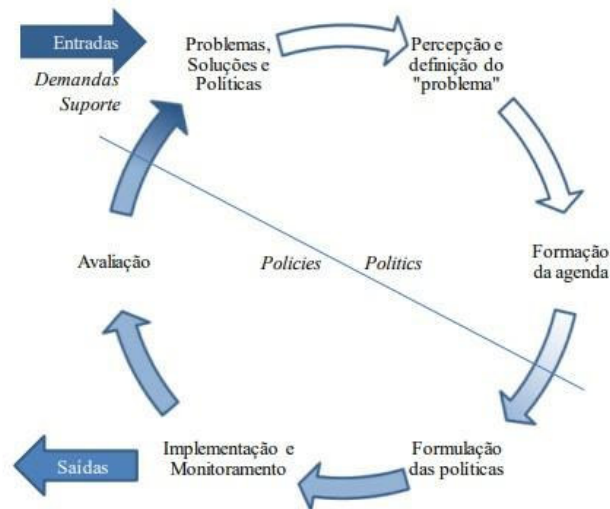 Entradas
Demandas
Suporte
Problemas,
Soluções e
Políticas
Percepção e
definição do
"problema"
Formação
da agenda
Formulação
das políticas
Implementação e
Monitoramento
Saídas
Avaliação
Policies
Politics